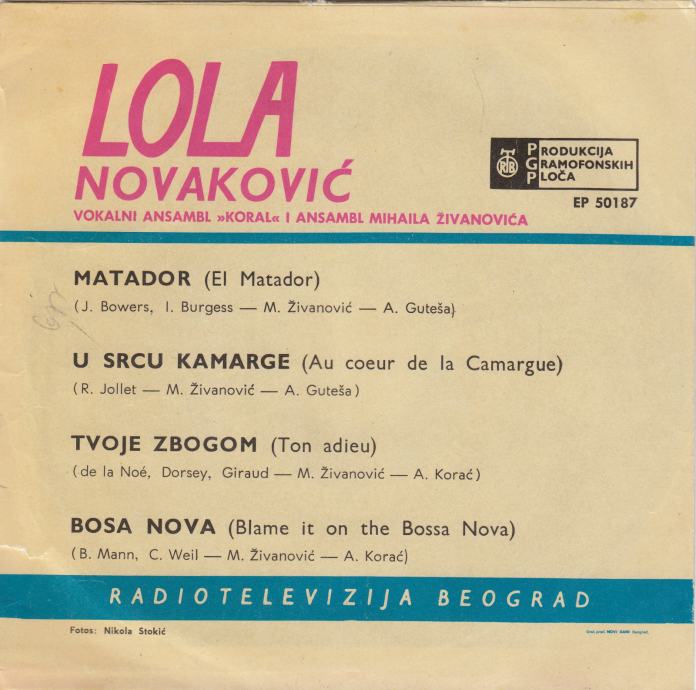 LOLA
NOVAKOVIĆ
VOKALNI ANSAMBL »KORAL« I ANSAMBL MIHAILA ŽIVANOVIĆA
RTB
PRODUKCIJA
GRAMOFONSKIH
PLOČA
EP 50187
MATADOR (El Matador)
(J. Bowers, I. Burgess — M. Živanović — A. Guteša)
U SRCU KAMARGE (Au coeur de la Camargue)
(R. Jollet — M. Živanović — A. Guteša)
TVOJE ZBOGOM (Ton adieu)
(de la Noé, Dorsey, Giraud — M. Živanović — A. Korać)
BOSA NOVA (Blame it on the Bossa Nova)
(B. Mann, C. Weil — M. Živanović — A. Korać)
RADIOTELEVIZIJA BEOGRAD
Fotos: Nikola Stokić